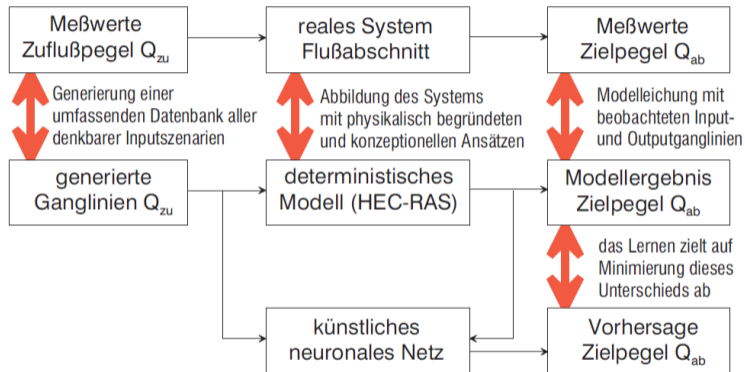 Meßwerte
Zuflußpegel Qzu
reales System
Flußabschnitt
Meßwerte
Zielpegel Qab
Generierung einer
umfassenden Datenbank aller
denkbarer Inputszenarien
Abbildung des Systems
mit physikalisch begründeten
und konzeptionellen Ansätzen
Modelleichung mit
beobachteten Input-
und Outputganglinien
generierte
Ganglinien Qzu
deterministisches
Modell (HEC-RAS)
Modellergebnis
Zielpegel Qab
das Lernen zielt auf
Minimierung dieses
Unterschieds ab
künstliches
neuronales Netz
Vorhersage
Zielpegel Qab